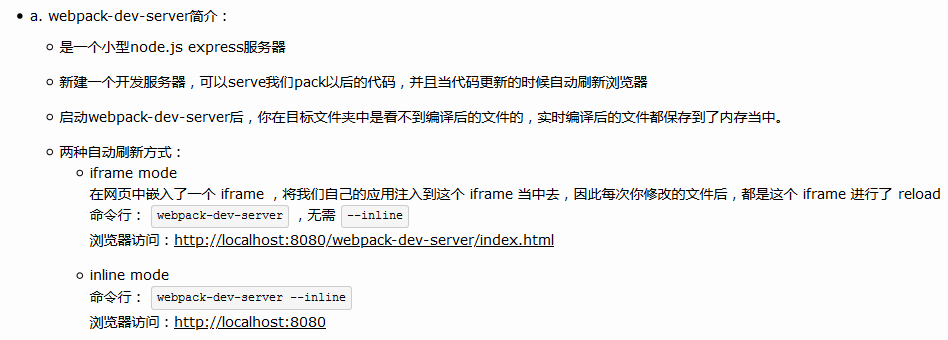 a. webpack-dev-server简介：
是一个小型node.js express服务器
新建一个开发服务器，可以serve我们pack以后的代码，并且当代码更新的时候自动刷新浏览器
启动webpack-dev-server后，你在目标文件夹中是看不到编译后的文件的，实时编译后的文件都保存到了内存当中。
两种自动刷新方式：
iframe mode
在网页中嵌入了一个 iframe ，将我们自己的应用注入到这个 iframe 当中去，因此每次你修改的文件后，都是这个 iframe 进行了 reload
命令行： webpack-dev-server ，无需 --inline
浏览器访问：http://localhost:8080/webpack-dev-server/index.html
inline mode
命令行： webpack-dev-server --inline
浏览器访问：http://localhost:8080